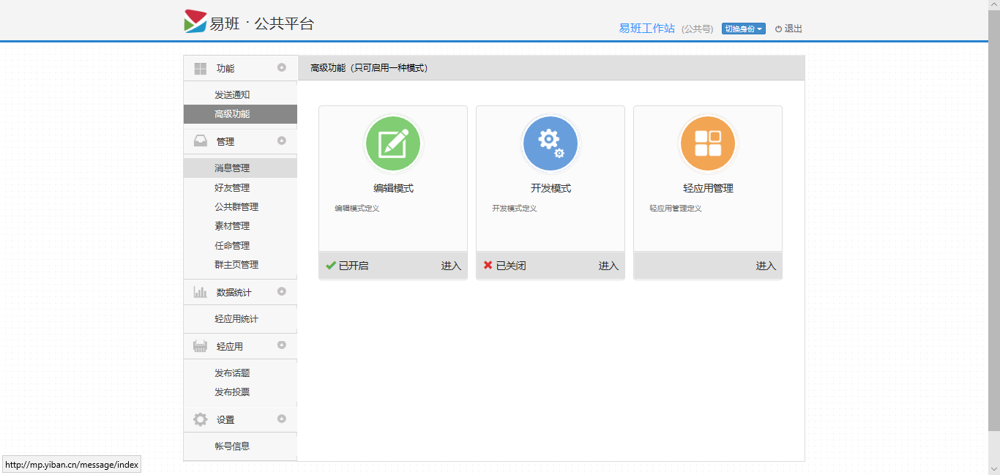 易班 · 公共平台
易班工作站 (公共号) 切换身份 退出
功能
发送通知
高级功能
管理
消息管理
好友管理
公共群管理
素材管理
任命管理
群主页管理
数据统计
轻应用统计
轻应用
发布话题
发布投票
设置
帐号信息
高级功能（只可启用一种模式）
编辑模式
编辑模式定义
已开启 进入
开发模式
开发模式定义
已关闭 进入
轻应用管理
轻应用管理定义
进入
http://mp.yiban.cn/message/index